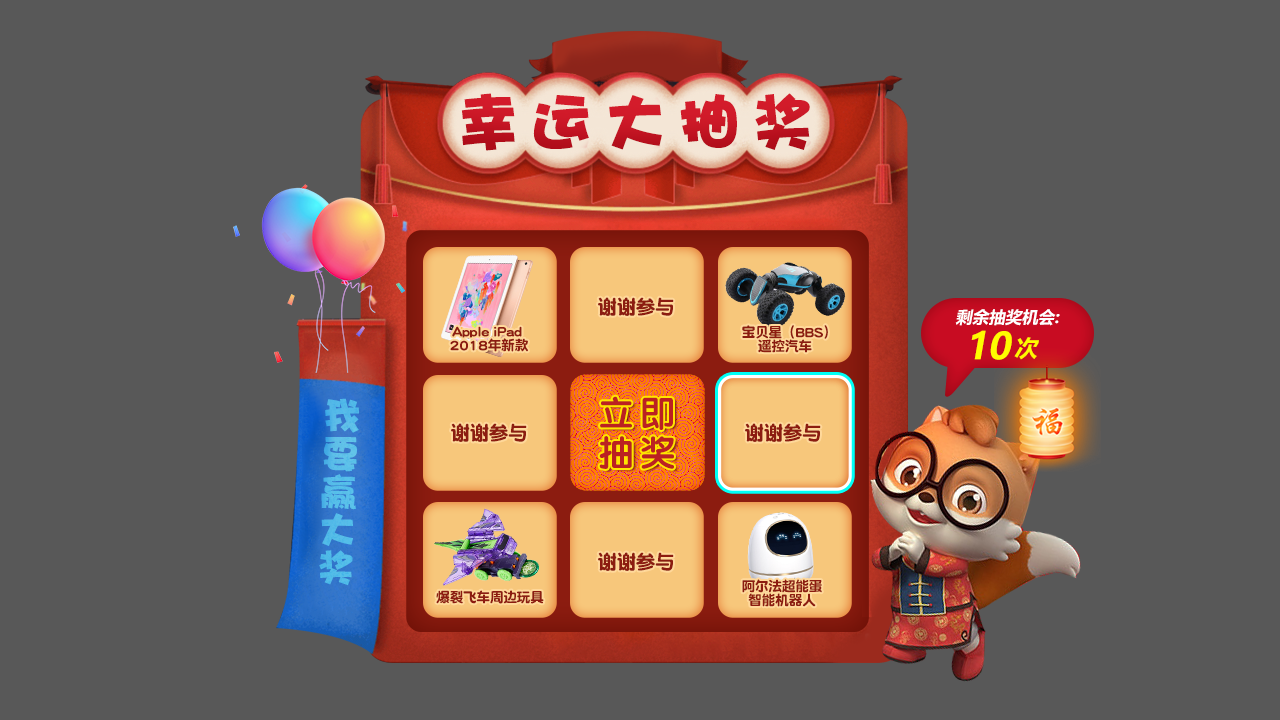 幸运大抽奖
Apple iPad
2018年新款
谢谢参与
宝贝星（BBS）
遥控汽车
谢谢参与
立即
抽奖
谢谢参与
爆裂飞车周边玩具
谢谢参与
阿尔法超能蛋
智能机器人
我要赢大奖
剩余抽奖机会:
10次
福